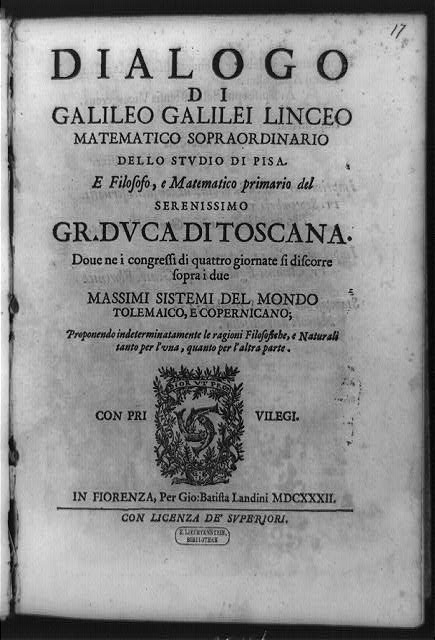 17
DIALOGO
DI
GALILEO GALILEI LINCEO
MATEMATICO SOPRAORDINARIO
DELLO STVDIO DI PISA.
E Filosofo, e Matematico primario del
SERENISSIMO
GR.DVCA DI TOSCANA.
Doue ne i congressi di quattro giornate si discorre
sopra i due
MASSIMI SISTEMI DEL MONDO
TOLEMAICO, E COPERNICANO;
Proponendo indeterminatamente le ragioni Filosofiche, e Naturali
tanto per l'vna, quanto per l'altra parte.
CON PRI VILEGI.
IN FIORENZA, Per Gio:Batista Landini MDCXXXII.
CON LICENZA DE' SVPERIORI.
BIBLIOTHEK